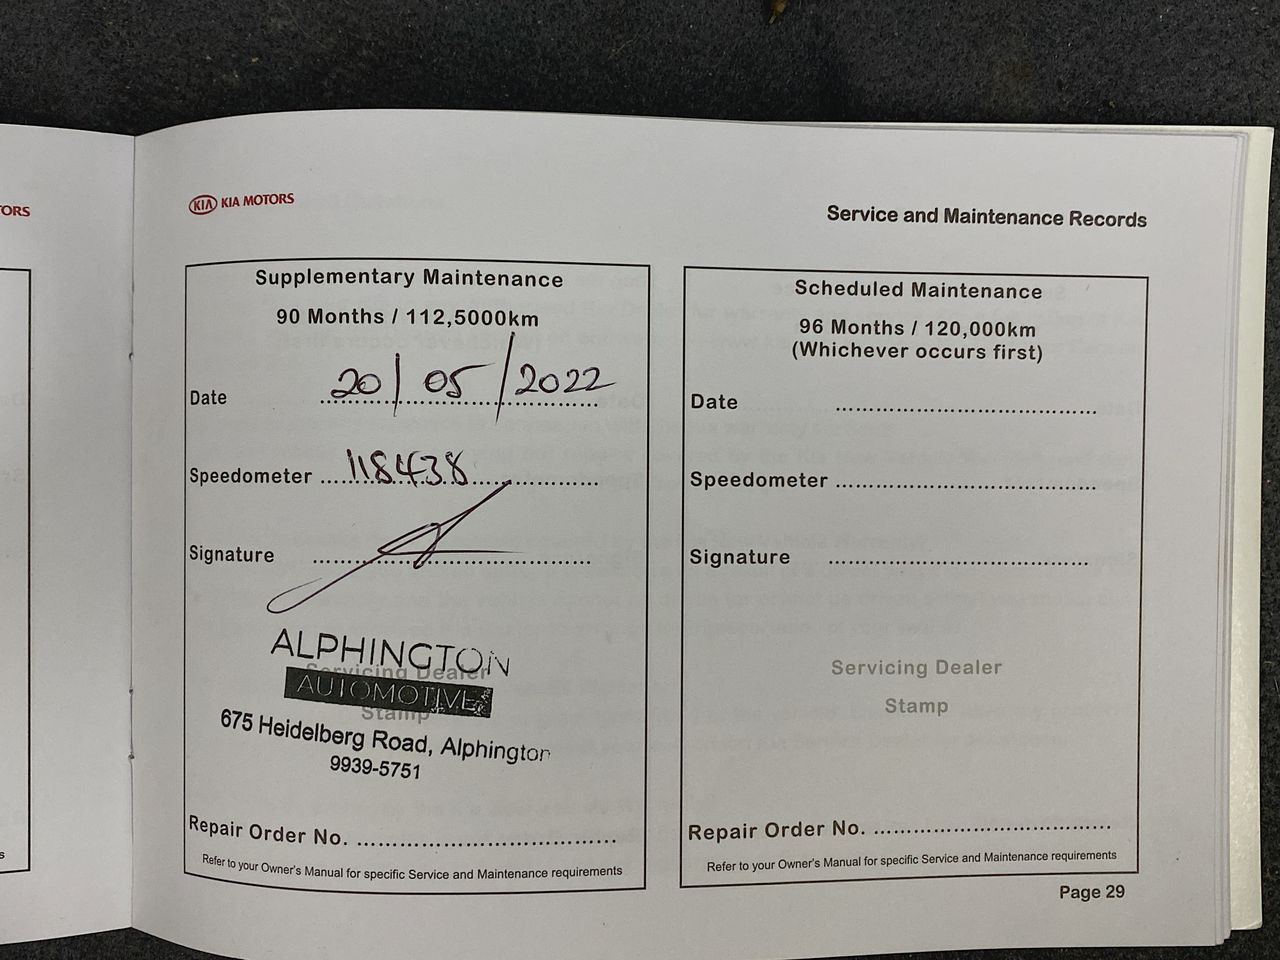 ORS
s
KIA KIA MOTORS
Service and Maintenance Records
Supplementary Maintenance
90 Months / 112,5000km
Date 20/05/2022
Speedometer 118438
Signature
ALPHINGTON
Servicing Dealer
AUTOMOTIVE
Stamp
675 Heidelberg Road, Alphington
9939-5751
Repair Order No.
Refer to your Owner's Manual for specific Service and Maintenance requirements
Scheduled Maintenance
96 Months / 120,000km
(Whichever occurs first)
Date
Speedometer
Signature
Servicing Dealer
Stamp
Repair Order No.
Refer to your Owner's Manual for specific Service and Maintenance requirements
Page 29